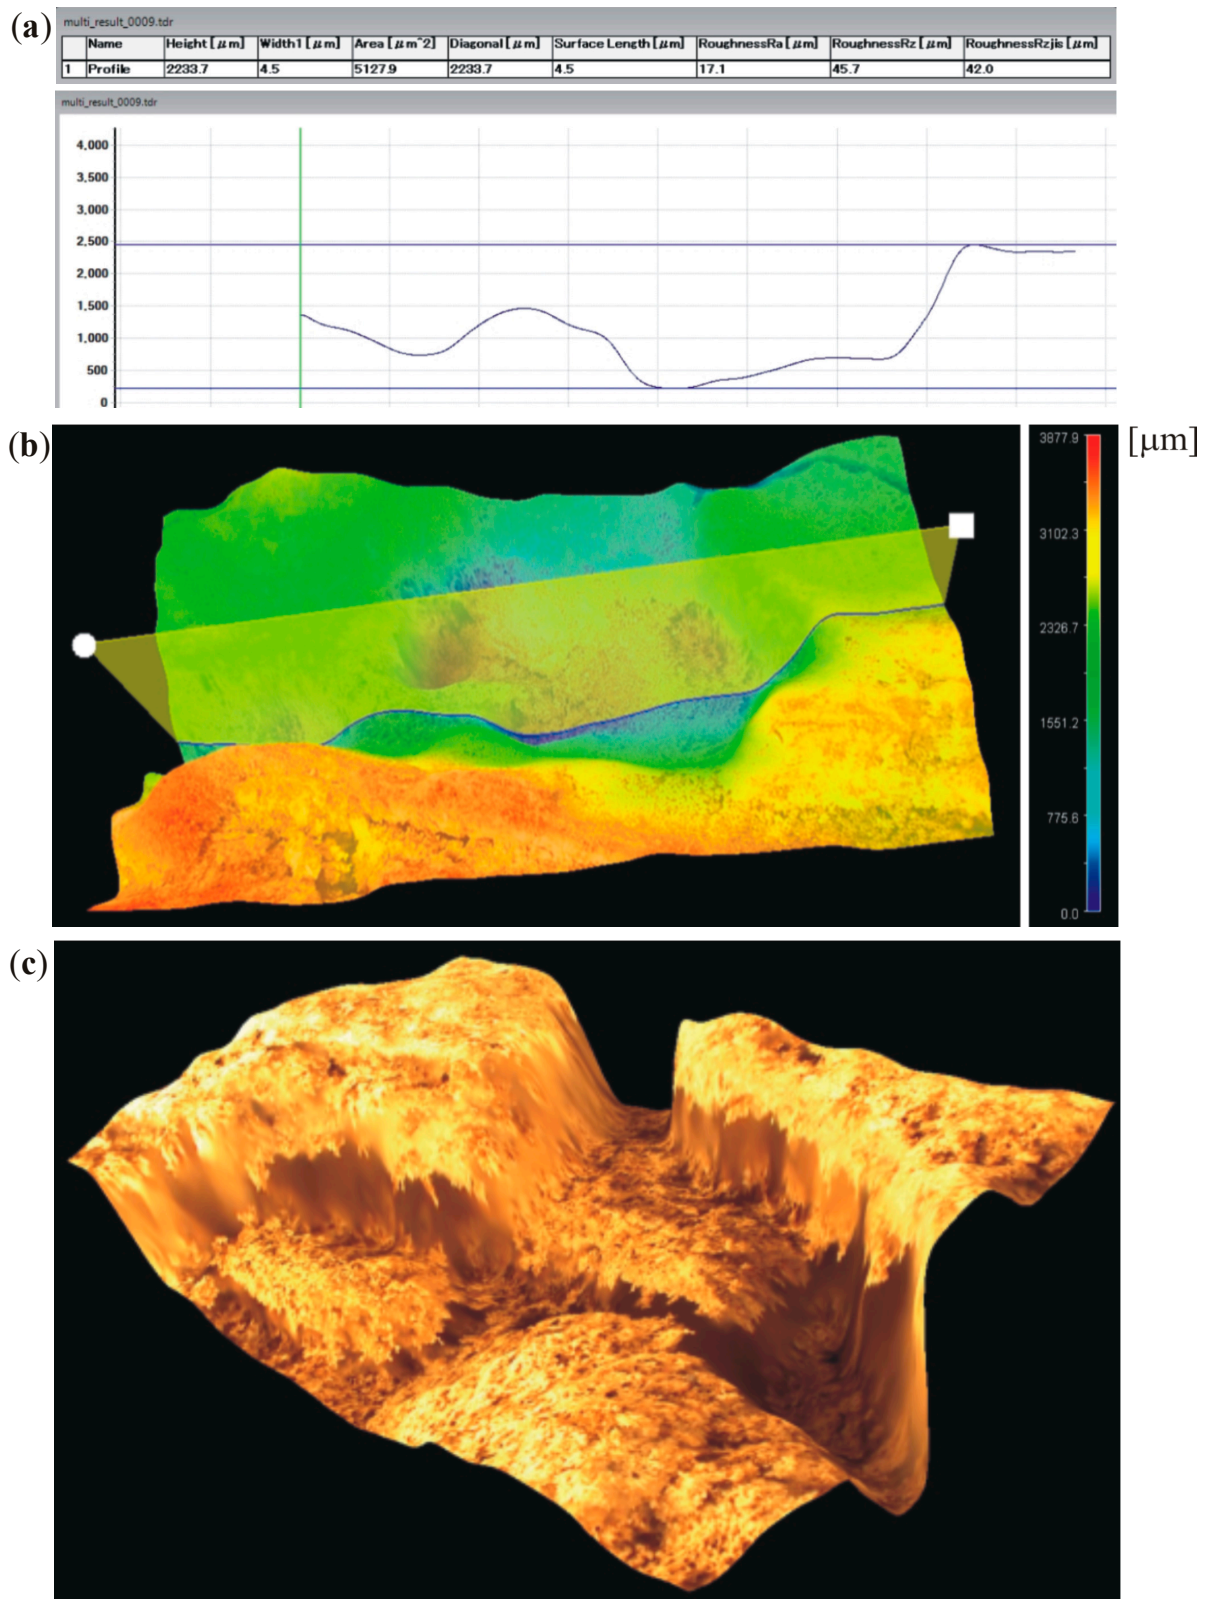 (a)
multi_result_0009.tdr
Name Height [μm] Width1 [μm] Area [μm^2] Diagonal [μm] Surface Length [μm] RoughnessRa [μm] RoughnessRz [μm] RoughnessRzjis [μm]
1 Profile 2233.7 4.5 5127.9 2233.7 4.5 17.1 45.7 42.0
multi_result_0009.tdr
4,000
3,500
3,000
2,500
2,000
1,500
1,000
500
0
(b)
[μm]
3877.9
3102.3
2326.7
1551.2
775.6
0.0
(c)